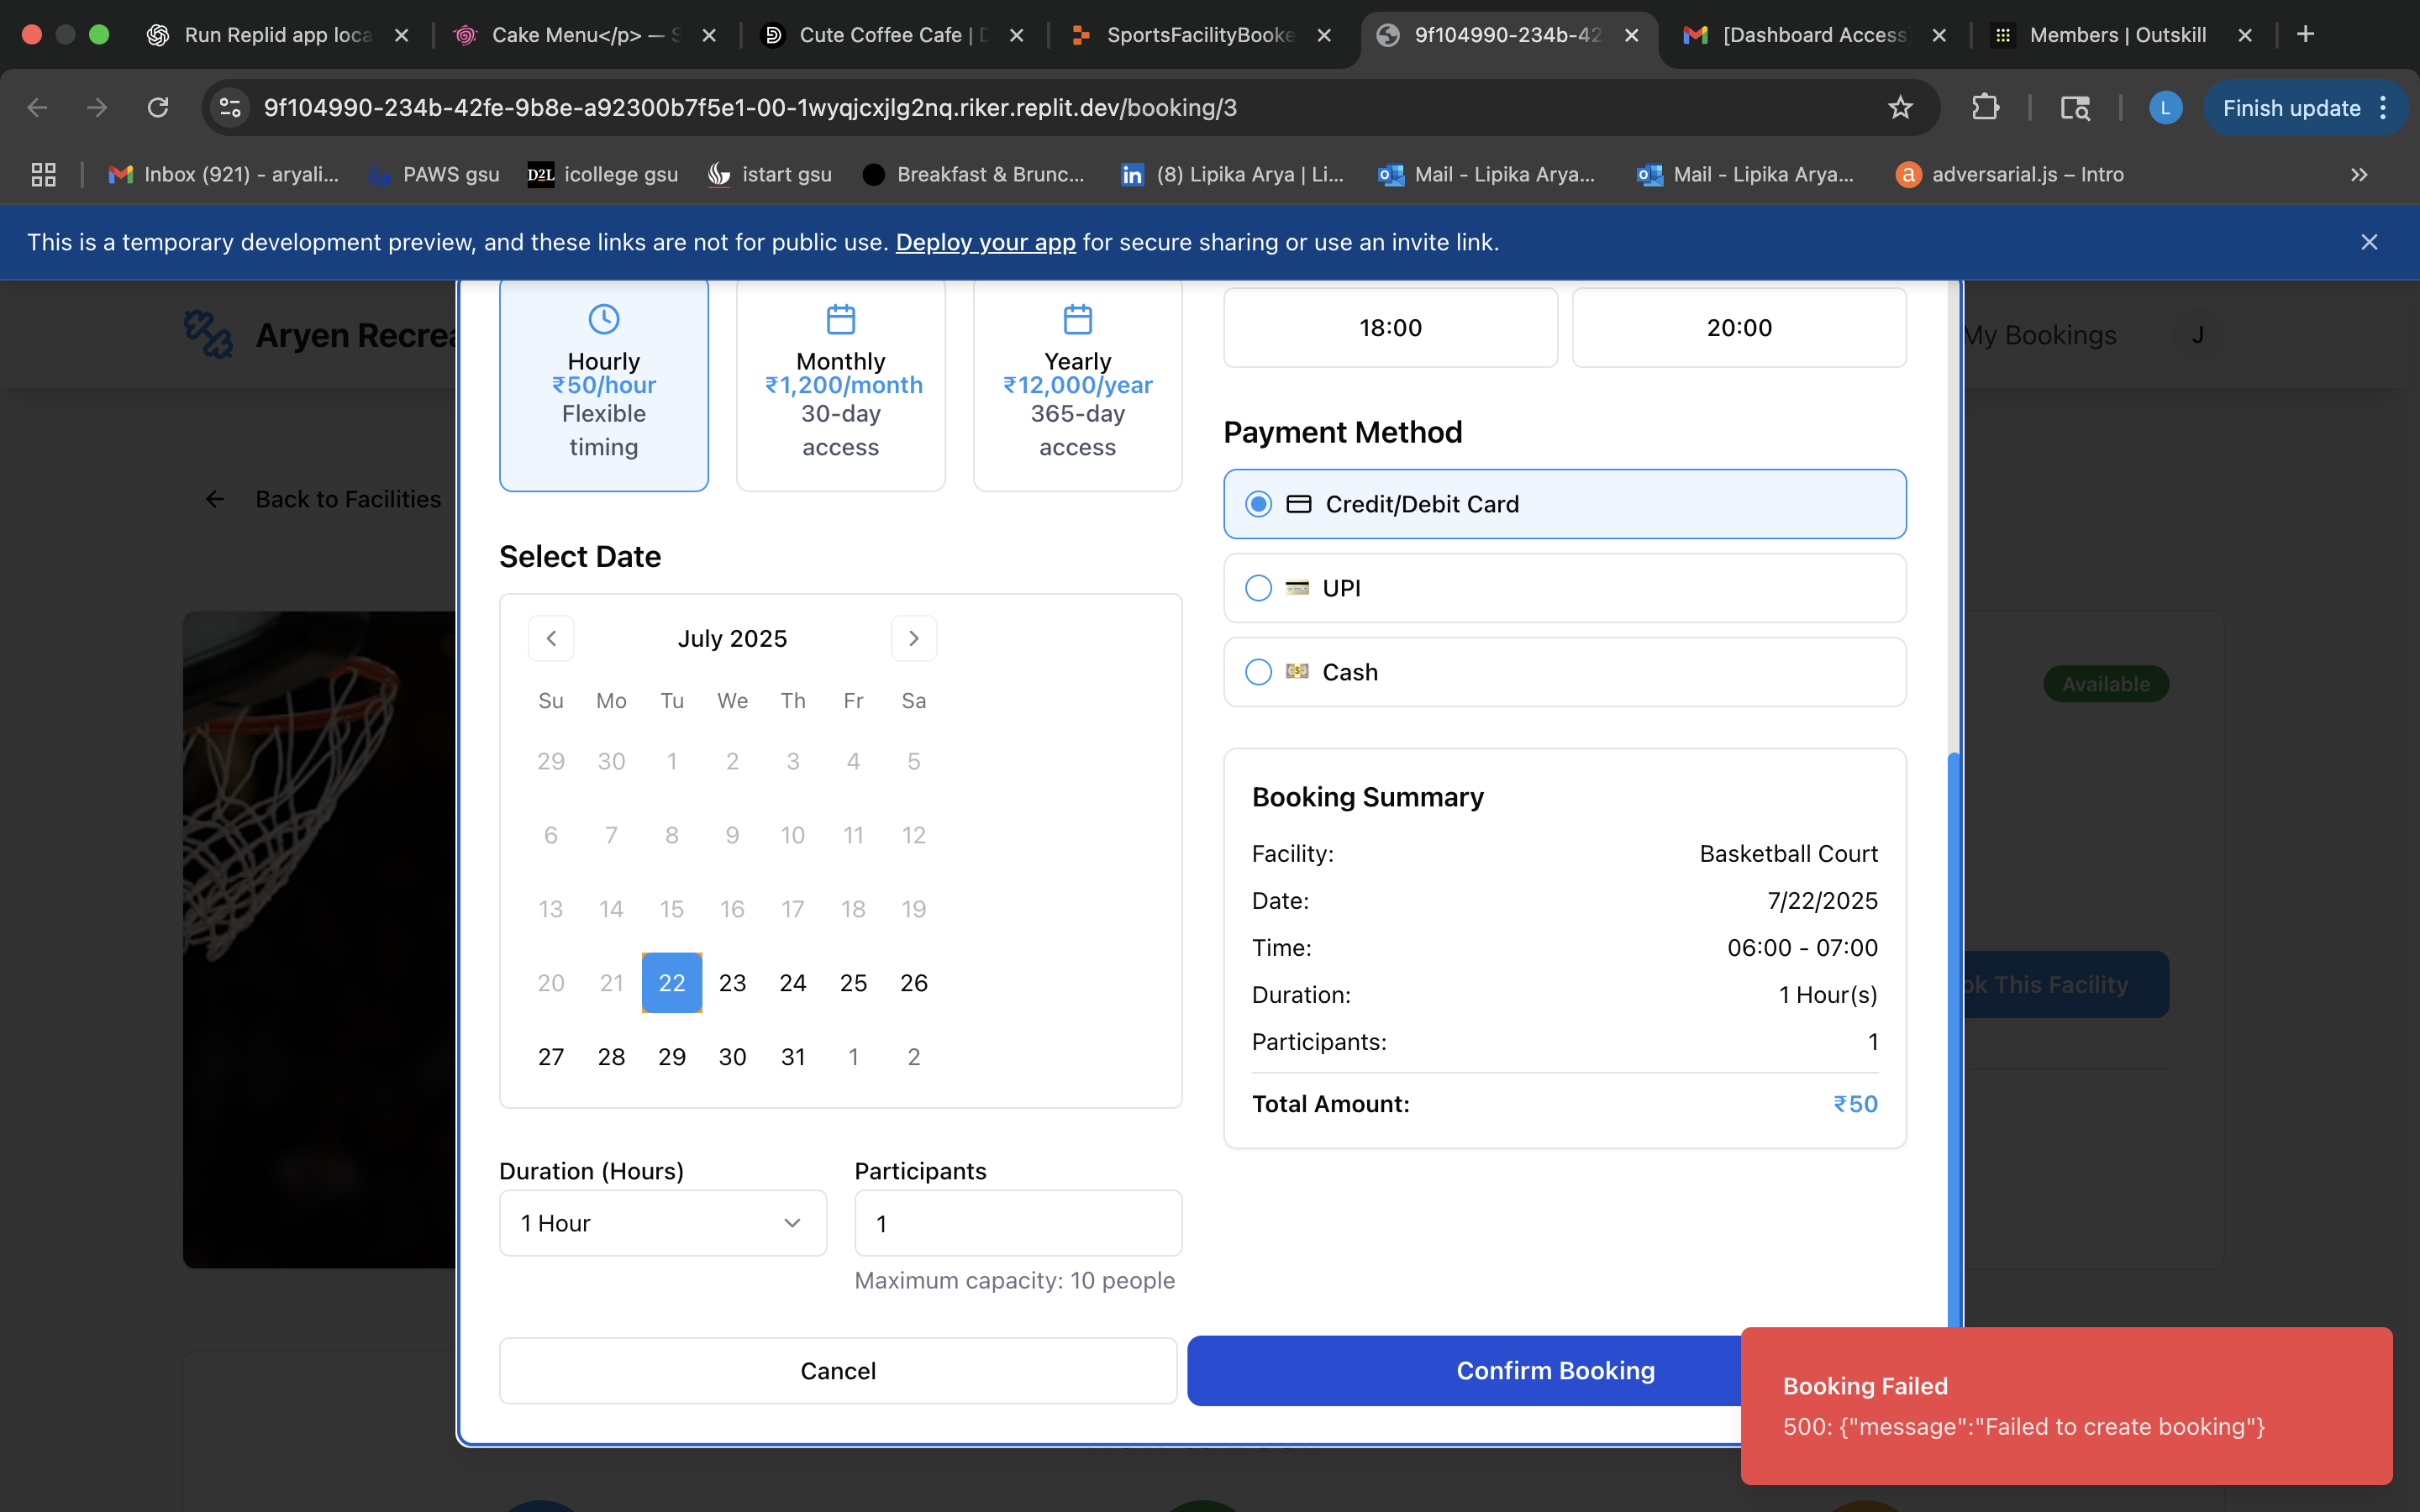 Run Replid app loca
Cake Menu</p> — S
Cute Coffee Cafe | D
SportsFacilityBooke
9f104990-234b-42
[Dashboard Access]
Members | Outskill
9f104990-234b-42fe-9b8e-a92300b7f5e1-00-1wyqjcxjlg2nq.riker.replit.dev/booking/3
L
Finish update
Inbox (921) - aryali...
PAWS gsu
D2L icollege gsu
istart gsu
Breakfast & Brunc...
(8) Lipika Arya | Li...
Mail - Lipika Arya...
Mail - Lipika Arya...
a adversarial.js – Intro
This is a temporary development preview, and these links are not for public use. Deploy your app for secure sharing or use an invite link.
Aryen Recrea
My Bookings
J
Back to Facilities
Available
ok This Facility
Hourly
₹50/hour
Flexible
timing
Monthly
₹1,200/month
30-day
access
Yearly
₹12,000/year
365-day
access
Select Date
July 2025
Su Mo Tu We Th Fr Sa
29 30 1 2 3 4 5
6 7 8 9 10 11 12
13 14 15 16 17 18 19
20 21 22 23 24 25 26
27 28 29 30 31 1 2
Duration (Hours)
1 Hour
Participants
1
Maximum capacity: 10 people
18:00
20:00
Payment Method
Credit/Debit Card
UPI
Cash
Booking Summary
Facility: Basketball Court
Date: 7/22/2025
Time: 06:00 - 07:00
Duration: 1 Hour(s)
Participants: 1
Total Amount: ₹50
Cancel
Confirm Booking
Booking Failed
500: {"message":"Failed to create booking"}